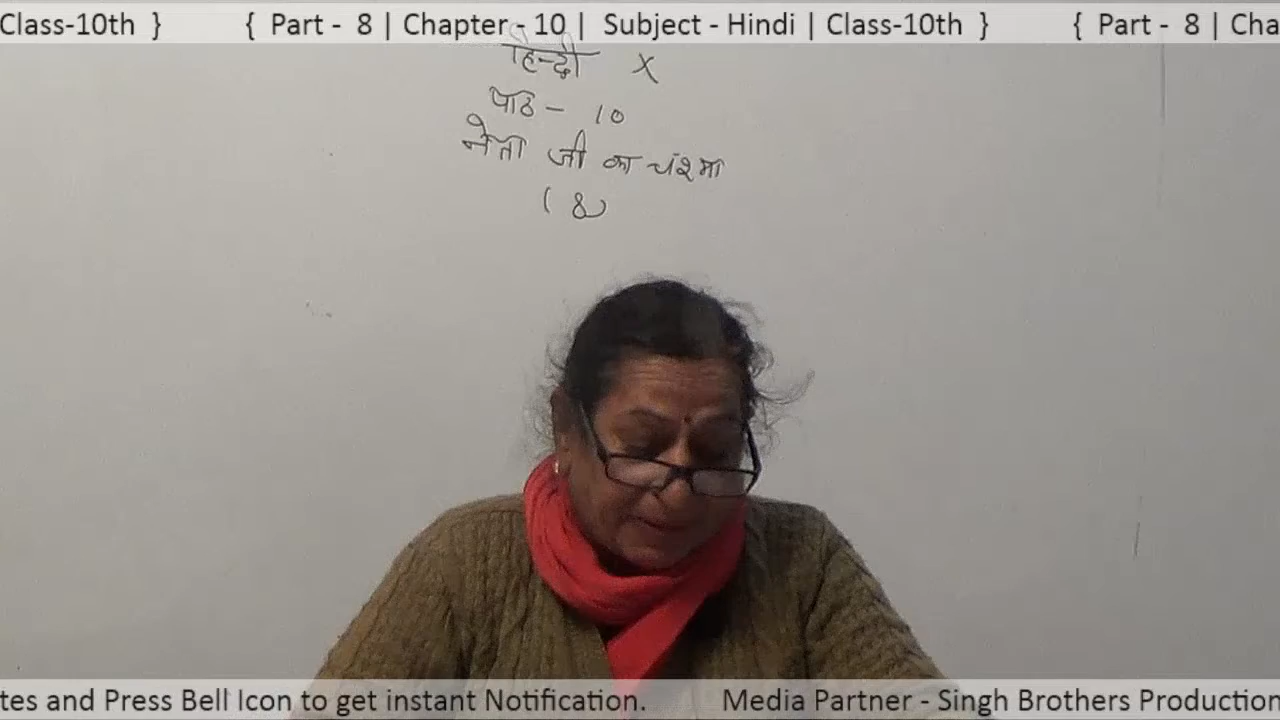 Class-10th } { Part - 8 | Chapter - 10 | Subject - Hindi | Class-10th } { Part - 8 | Cha
हिन्दी X
पाठ - 10
नेता जी का चंश्मा
(8)
tes and Press Bell Icon to get instant Notification. Media Partner - Singh Brothers Production